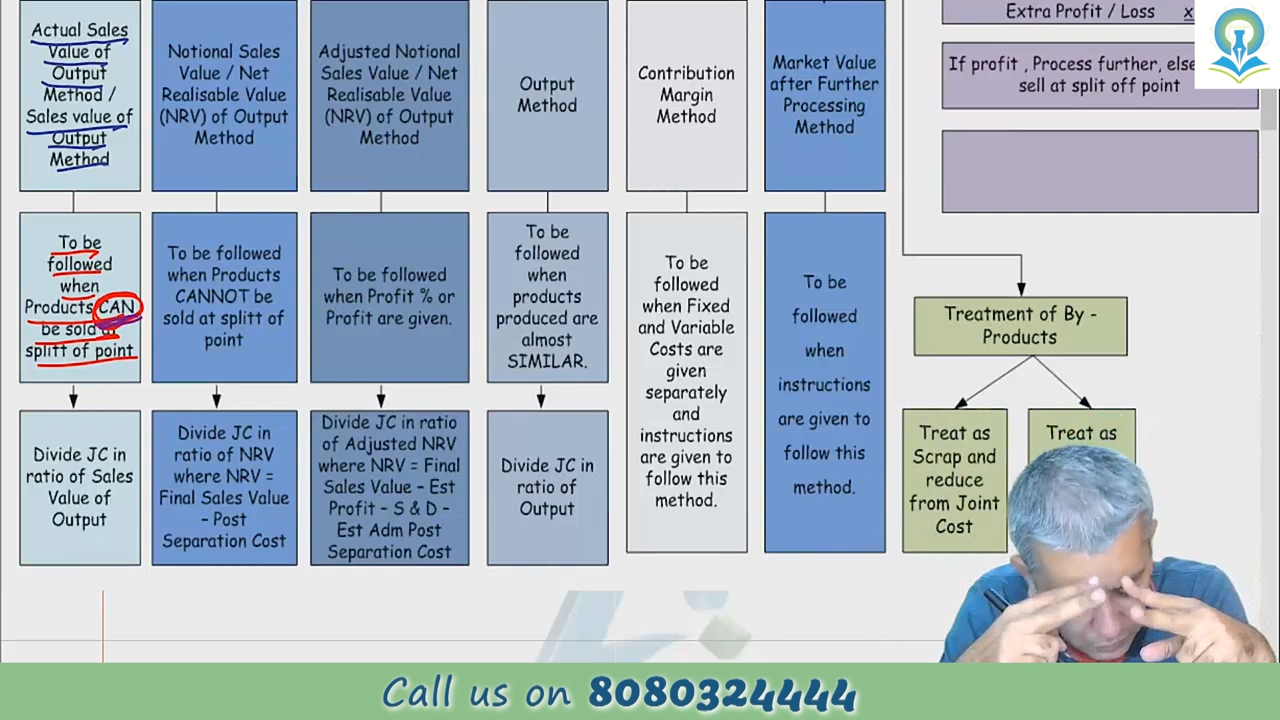 Actual Sales
Value of
Output
Method /
Sales value of
Output
Method
Notional Sales
Value / Net
Realisable Value
(NRV) of Output
Method
Adjusted Notional
Sales Value / Net
Realisable Value
(NRV) of Output
Method
Output
Method
Contribution
Margin
Method
Market Value
after Further
Processing
Method
Extra Profit / Loss x
If profit , Process further, else
sell at split off point
To be
followed
when
Products CAN
be sold at
splitt of point
To be followed
when Products
CANNOT be
sold at splitt of
point
To be followed
when Profit % or
Profit are given.
To be
followed
when
products
produced are
almost
SIMILAR.
To be
followed
when Fixed
and Variable
Costs are
given
separately
and
instructions
are given to
follow this
method.
To be
followed
when
instructions
are given to
follow this
method.
Treatment of By -
Products
Divide JC in
ratio of Sales
Value of
Output
Divide JC in
ratio of NRV
where NRV =
Final Sales Value
– Post
Separation Cost
Divide JC in ratio
of Adjusted NRV
where NRV = Final
Sales Value – Est
Profit – S & D –
Est Adm Post
Separation Cost
Divide JC in
ratio of
Output
Treat as
Scrap and
reduce
from Joint
Cost
Treat as
Call us on 8080324444